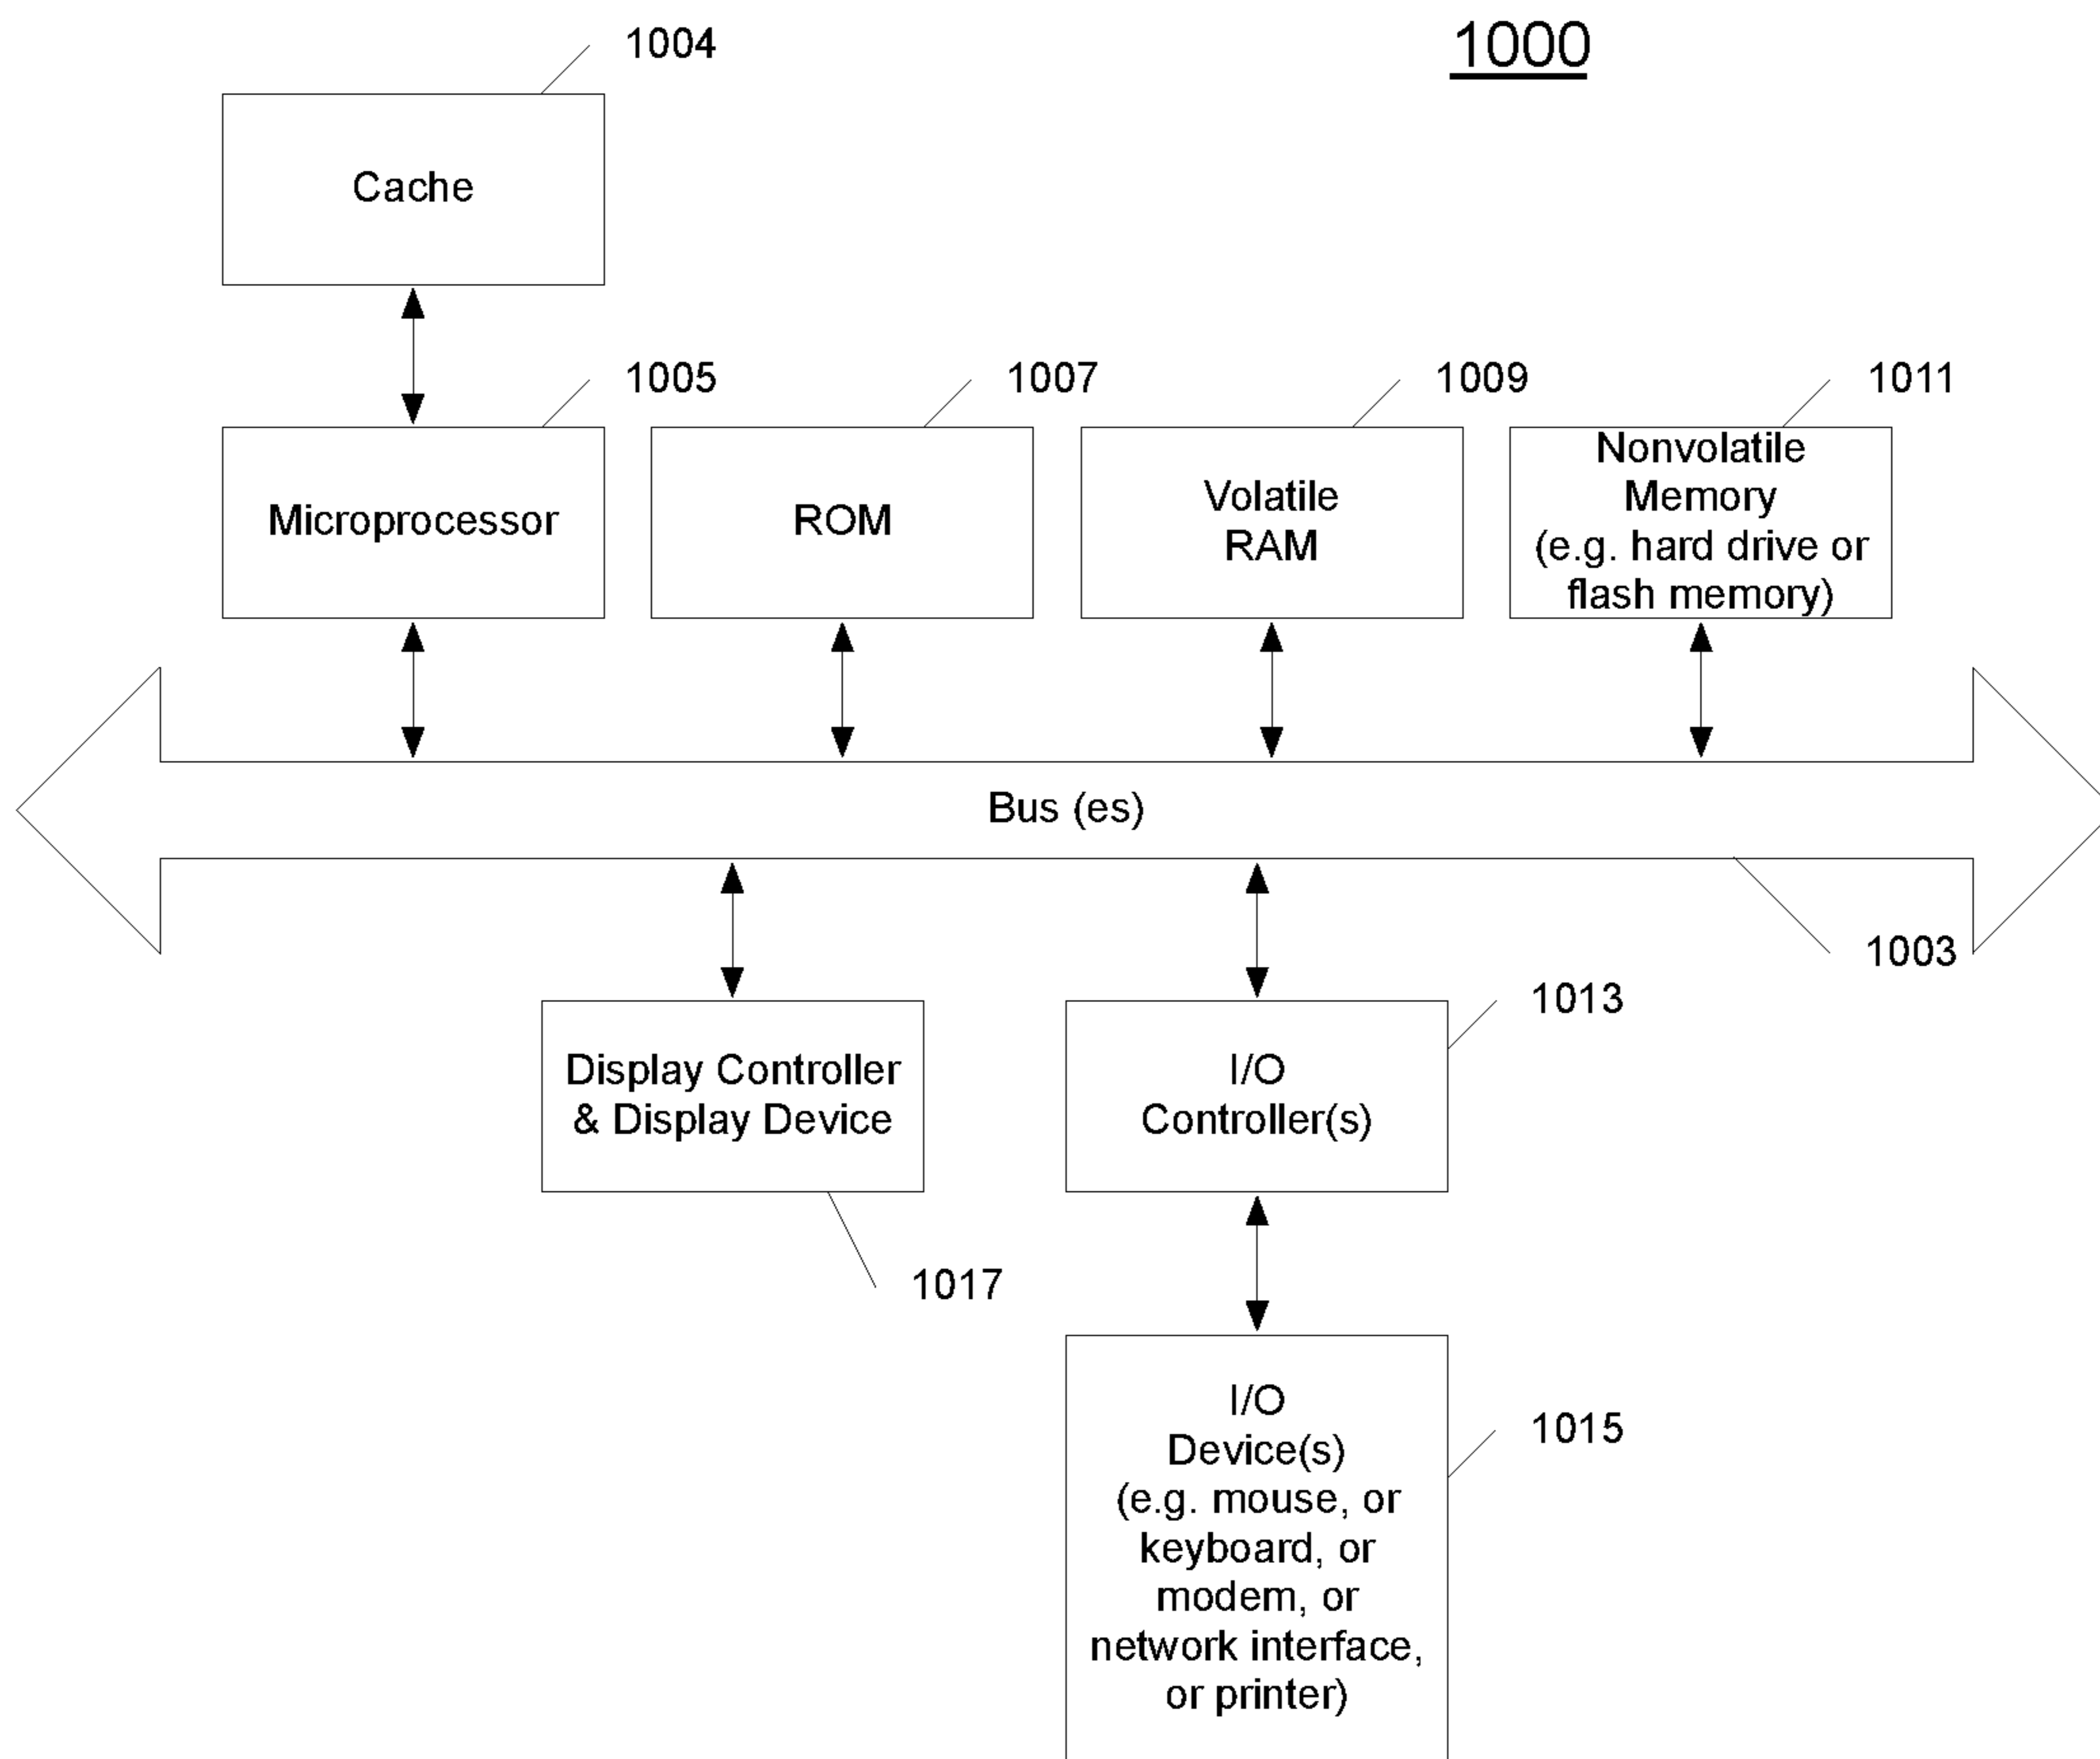 1004
1000
Cache
1005
1007
1009
1011
Microprocessor
ROM
Volatile
RAM
Nonvolatile
Memory
(e.g. hard drive or
flash memory)
Bus (es)
1003
1013
Display Controller
& Display Device
I/O
Controller(s)
1017
I/O
Device(s)
(e.g. mouse, or
keyboard, or
modem, or
network interface,
or printer)
1015